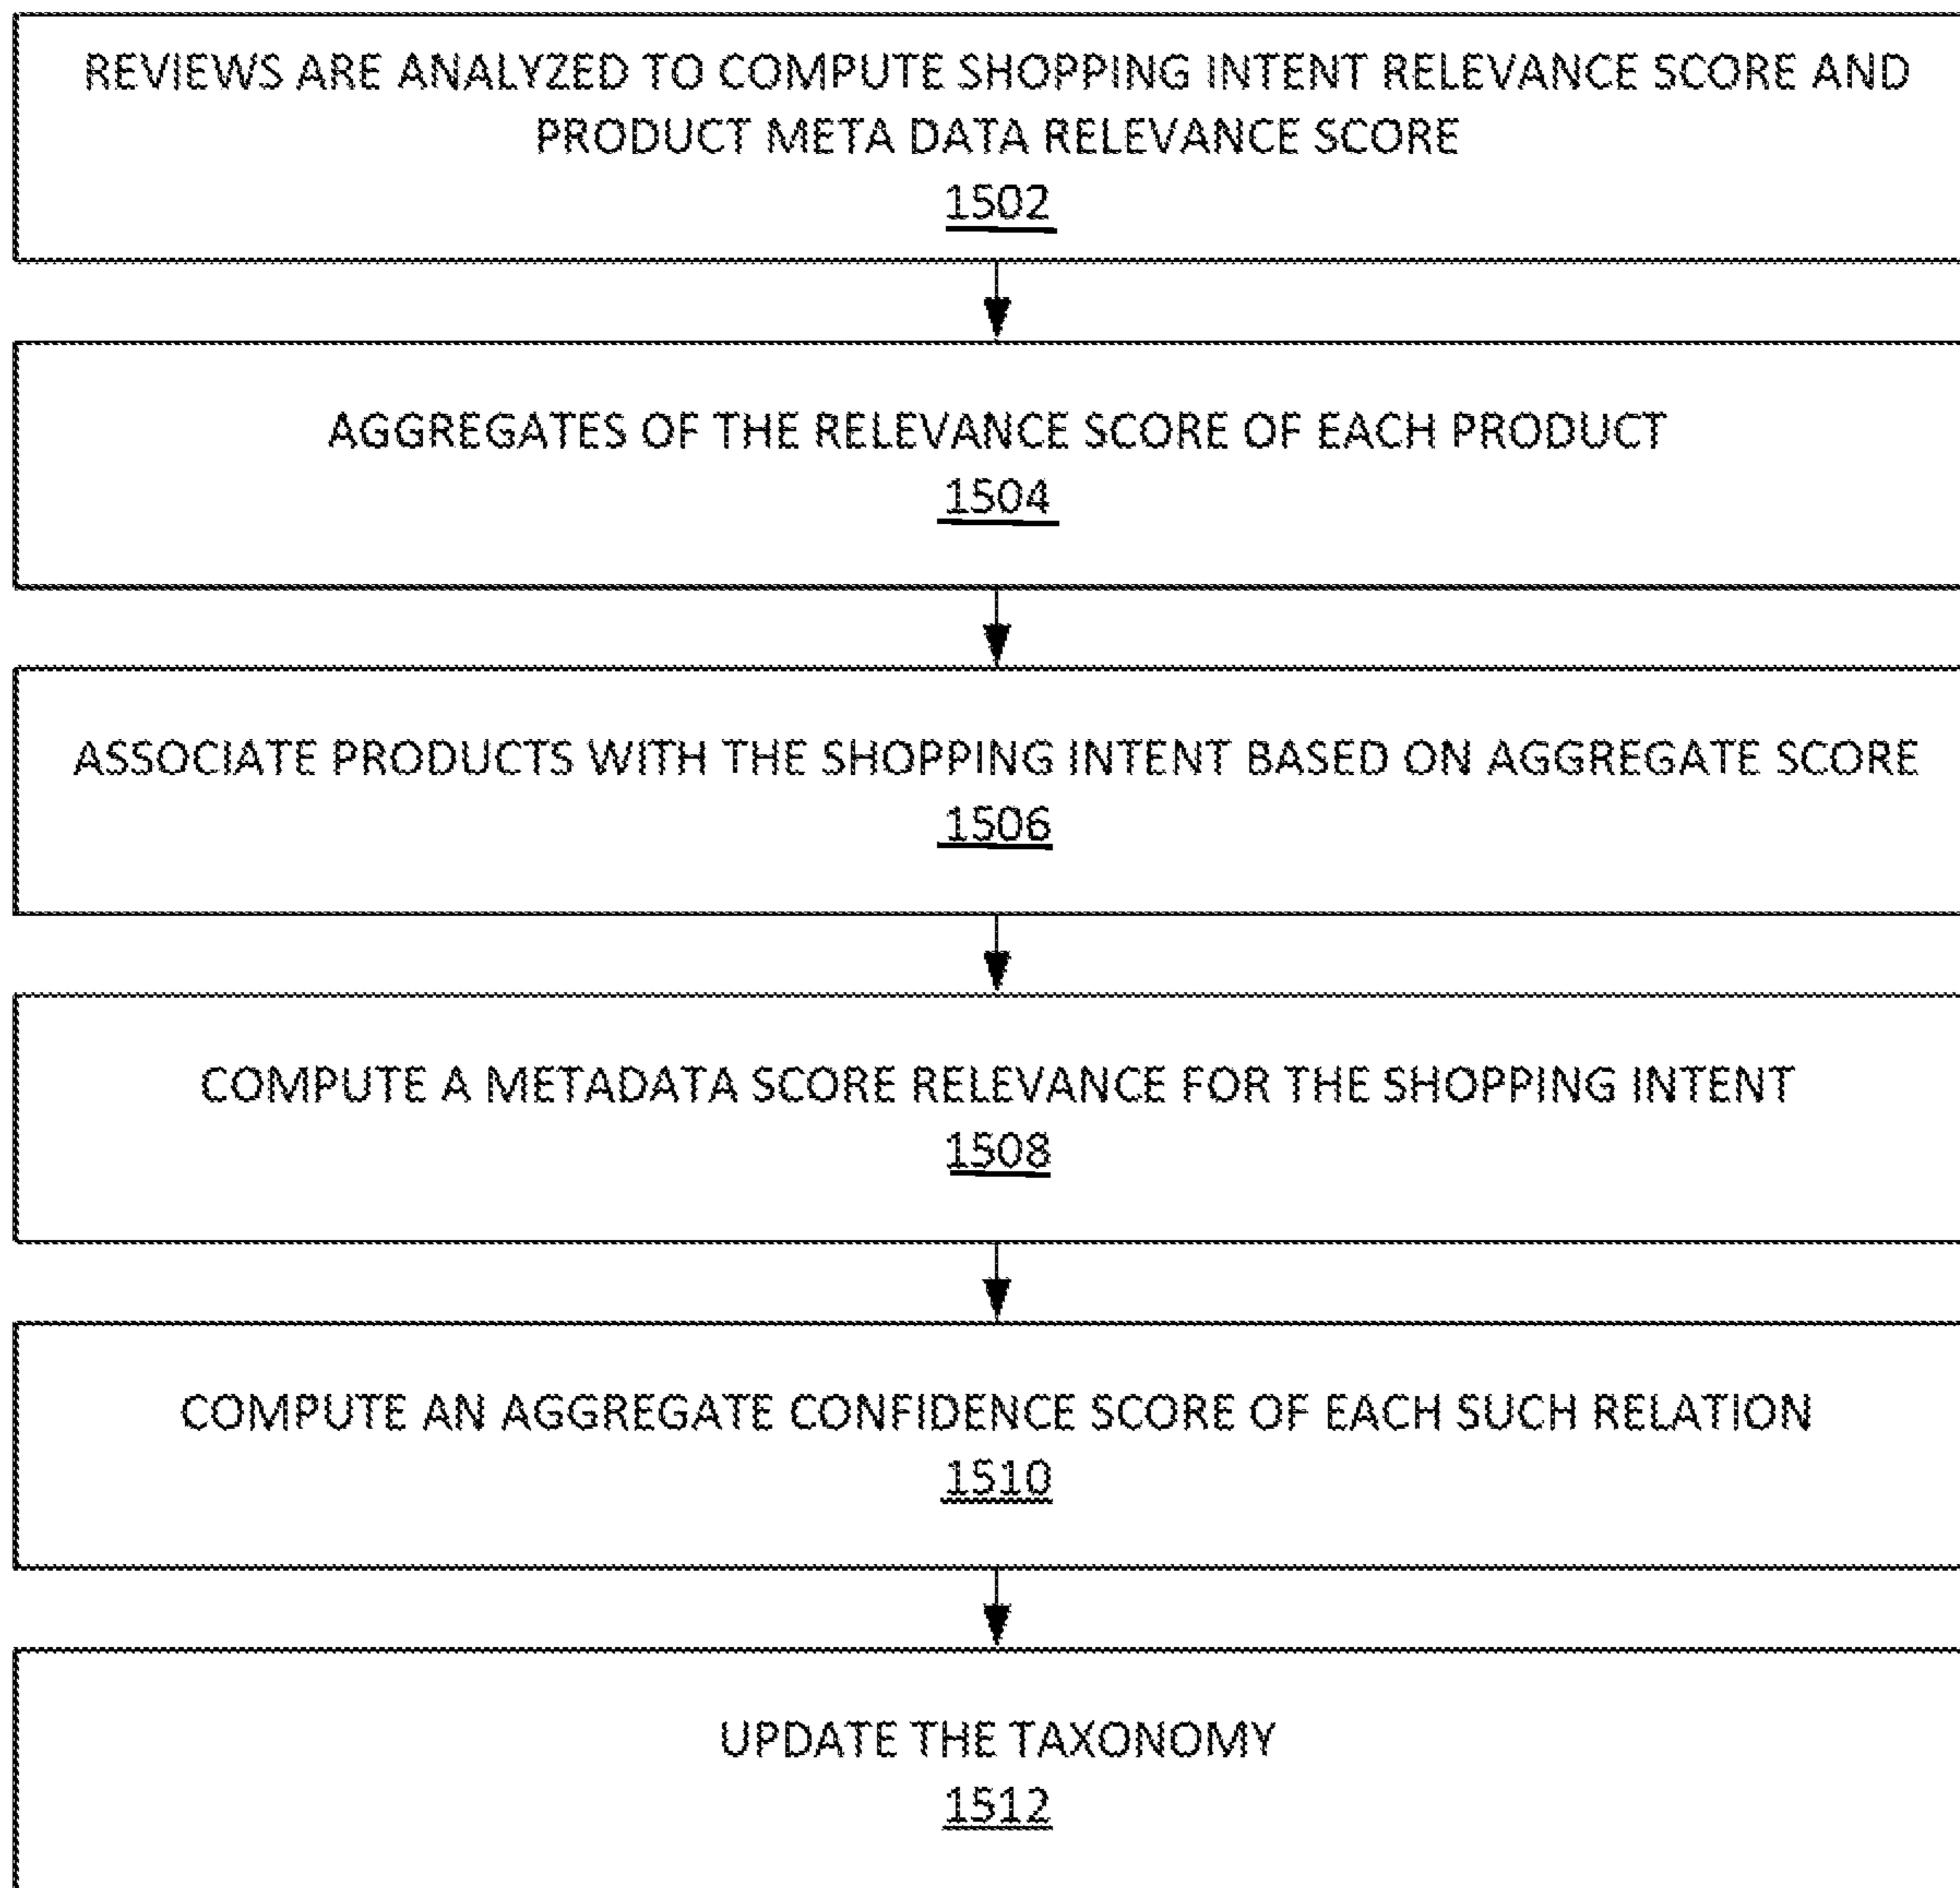 REVIEWS ARE ANALYZED TO COMPUTE SHOPPING INTENT RELEVANCE SCORE AND
PRODUCT META DATA RELEVANCE SCORE
1502
AGGREGATES OF THE RELEVANCE SCORE OF EACH PRODUCT
1504
ASSOCIATE PRODUCTS WITH THE SHOPPING INTENT BASED ON AGGREGATE SCORE
1506
COMPUTE A METADATA SCORE RELEVANCE FOR THE SHOPPING INTENT
1508
COMPUTE AN AGGREGATE CONFIDENCE SCORE OF EACH SUCH RELATION
1510
UPDATE THE TAXONOMY
1512